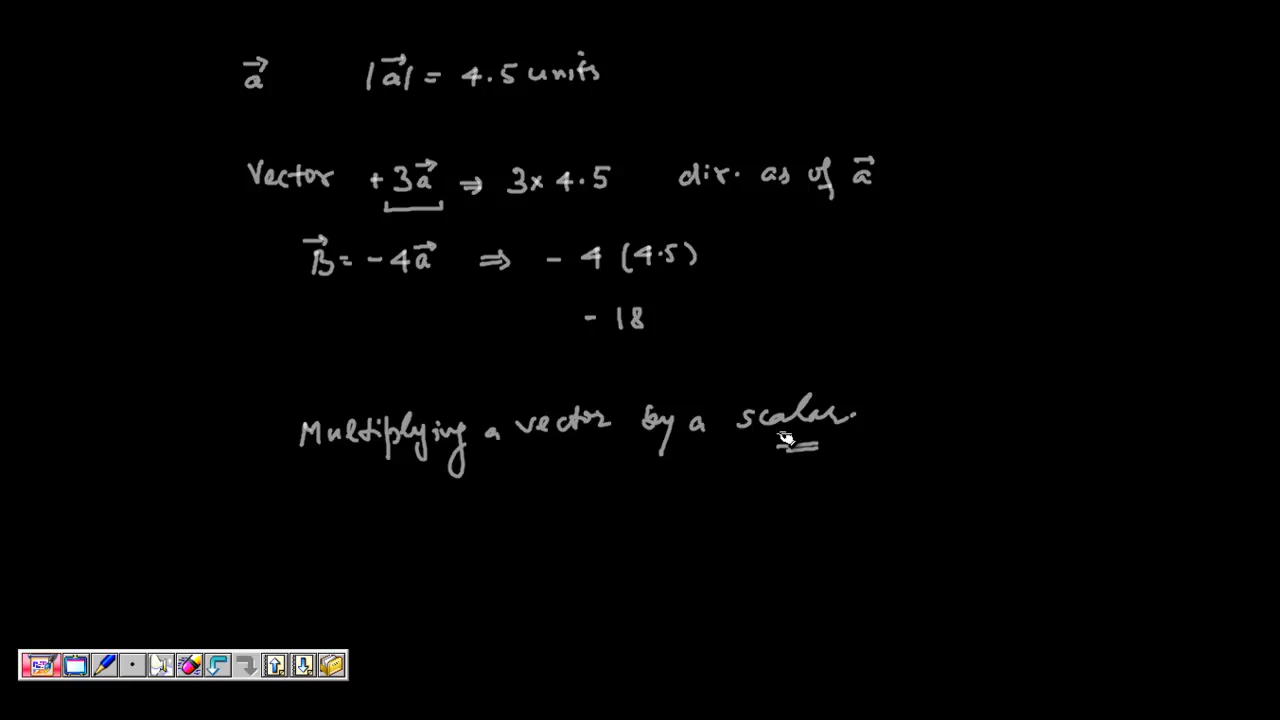 a⃗ |a⃗| = 4.5 units
Vector +3a⃗ ⇒ 3 x 4.5 dir. as of a⃗
B⃗ = -4a⃗ ⇒ - 4 (4.5)
- 18
Multiplying a vector by a scalar.